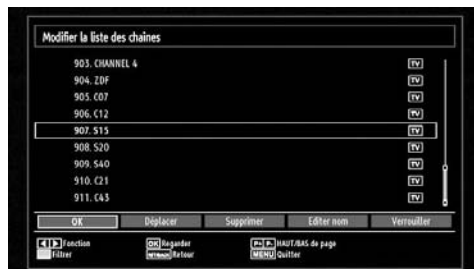 Modifier la liste des chaînes
903. CHANNEL 4 TV
904. ZDF TV
905. C07 TV
906. C12 TV
907. S15 TV
908. S20 TV
909. S40 TV
910. C21 TV
911. C43 TV
OK Déplacer Supprimer Editer nom Verrouiller
Fonction OK Regarder P+ P- HAUT/BAS de page
Filtrer Retour MENU Quitter